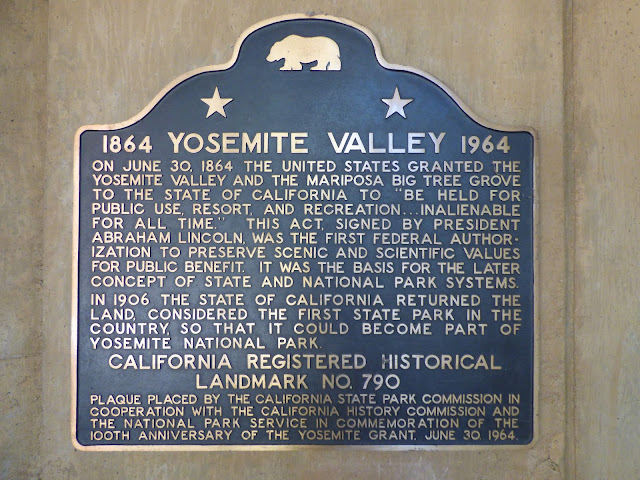 1864 YOSEMITE VALLEY 1964
ON JUNE 30, 1864 THE UNITED STATES GRANTED THE
YOSEMITE VALLEY AND THE MARIPOSA BIG TREE GROVE
TO THE STATE OF CALIFORNIA TO "BE HELD FOR
PUBLIC USE, RESORT, AND RECREATION...INALIENABLE
FOR ALL TIME." THIS ACT, SIGNED BY PRESIDENT
ABRAHAM LINCOLN, WAS THE FIRST FEDERAL AUTHOR-
IZATION TO PRESERVE SCENIC AND SCIENTIFIC VALUES
FOR PUBLIC BENEFIT. IT WAS THE BASIS FOR THE LATER
CONCEPT OF STATE AND NATIONAL PARK SYSTEMS.
IN 1906 THE STATE OF CALIFORNIA RETURNED THE
LAND, CONSIDERED THE FIRST STATE PARK IN THE
COUNTRY, SO THAT IT COULD BECOME PART OF
YOSEMITE NATIONAL PARK.
CALIFORNIA REGISTERED HISTORICAL
LANDMARK NO. 790
PLAQUE PLACED BY THE CALIFORNIA STATE PARK COMMISSION IN
COOPERATION WITH THE CALIFORNIA HISTORY COMMISSION AND
THE NATIONAL PARK SERVICE IN COMMEMORATION OF THE
100TH ANNIVERSARY OF THE YOSEMITE GRANT, JUNE 30, 1964.